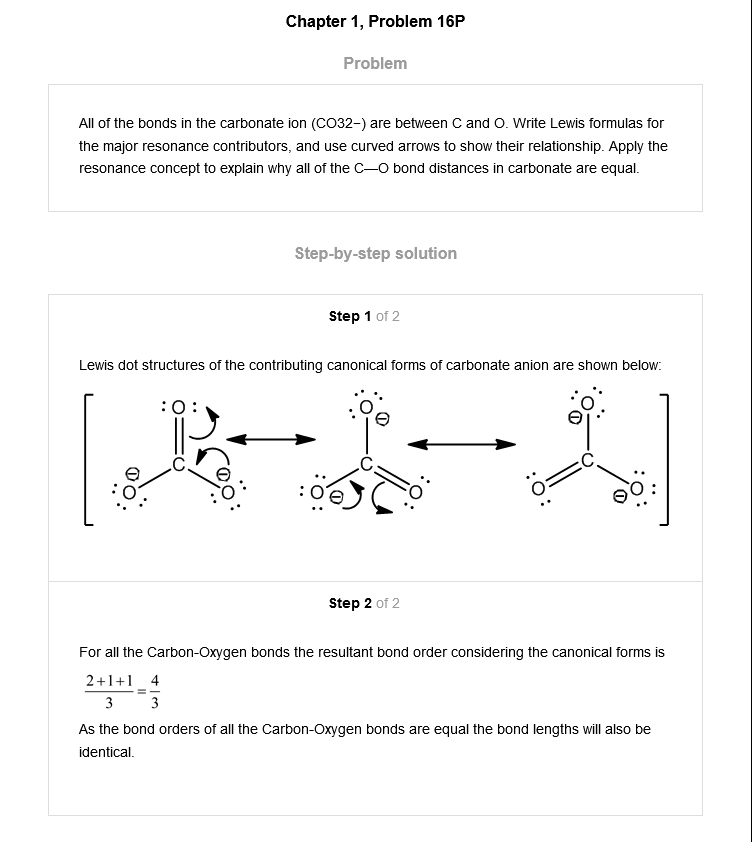 Chapter 1, Problem 16P
Problem
All of the bonds in the carbonate ion (CO32−) are between C and O. Write Lewis formulas for
the major resonance contributors, and use curved arrows to show their relationship. Apply the
resonance concept to explain why all of the C—O bond distances in carbonate are equal.
Step-by-step solution
Step 1 of 2
Lewis dot structures of the contributing canonical forms of carbonate anion are shown below:
:O: O O
C C C
:O: O: :O: O O O:
Step 2 of 2
For all the Carbon-Oxygen bonds the resultant bond order considering the canonical forms is
2+1+1/3 = 4/3
As the bond orders of all the Carbon-Oxygen bonds are equal the bond lengths will also be
identical.